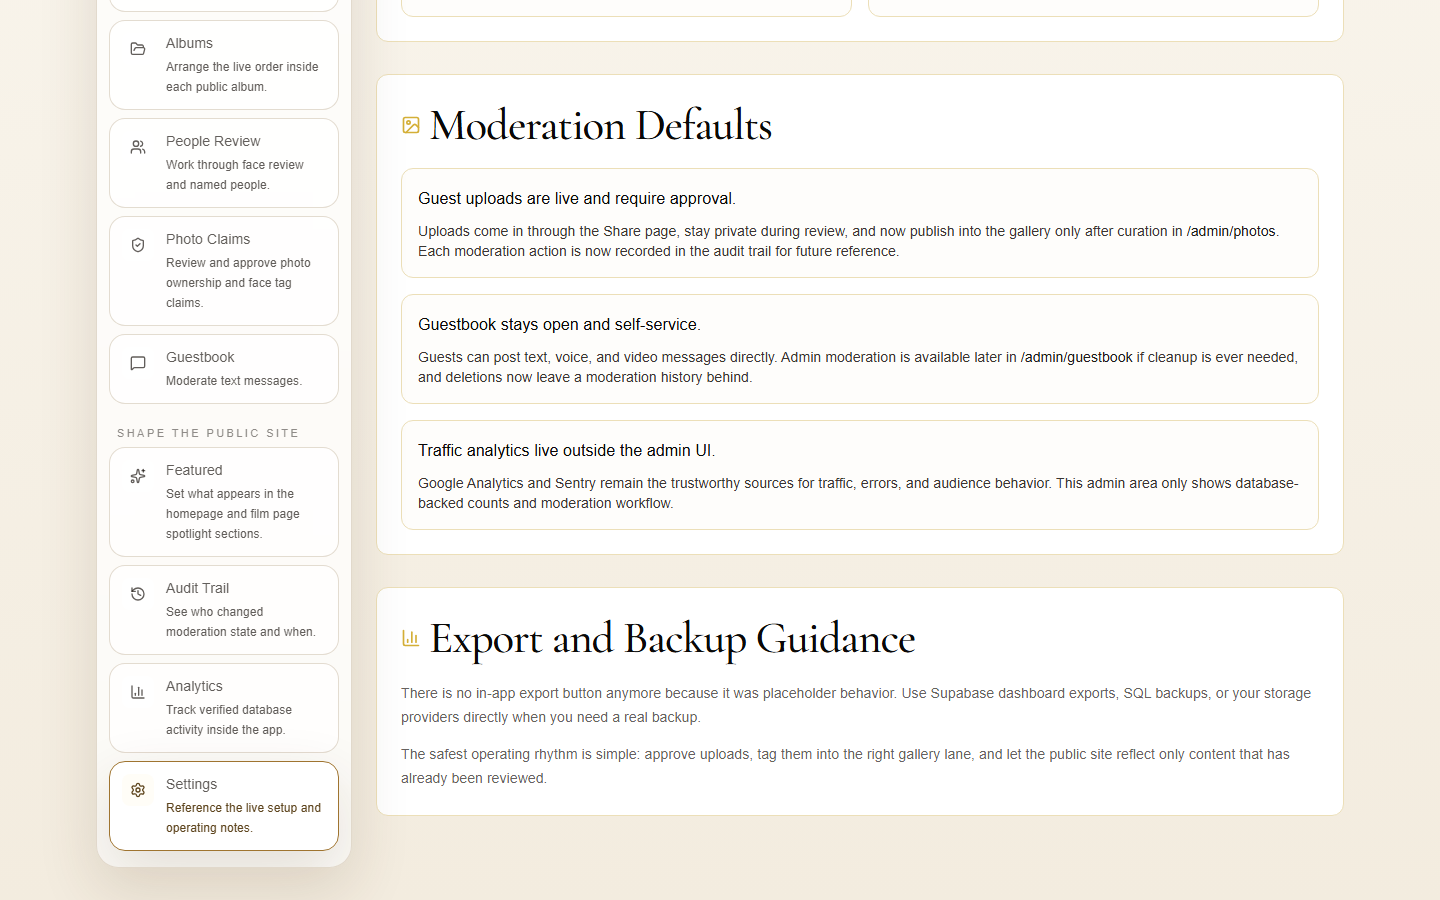 Albums
Arrange the live order inside
each public album.
People Review
Work through face review
and named people.
Photo Claims
Review and approve photo
ownership and face tag
claims.
Guestbook
Moderate text messages.
SHAPE THE PUBLIC SITE
Featured
Set what appears in the
homepage and film page
spotlight sections.
Audit Trail
See who changed
moderation state and when.
Analytics
Track verified database
activity inside the app.
Settings
Reference the live setup and
operating notes.
Moderation Defaults
Guest uploads are live and require approval.
Uploads come in through the Share page, stay private during review, and now publish into the gallery only after curation in /admin/photos.
Each moderation action is now recorded in the audit trail for future reference.
Guestbook stays open and self-service.
Guests can post text, voice, and video messages directly. Admin moderation is available later in /admin/guestbook if cleanup is ever needed,
and deletions now leave a moderation history behind.
Traffic analytics live outside the admin UI.
Google Analytics and Sentry remain the trustworthy sources for traffic, errors, and audience behavior. This admin area only shows database-
backed counts and moderation workflow.
Export and Backup Guidance
There is no in-app export button anymore because it was placeholder behavior. Use Supabase dashboard exports, SQL backups, or your storage
providers directly when you need a real backup.
The safest operating rhythm is simple: approve uploads, tag them into the right gallery lane, and let the public site reflect only content that has
already been reviewed.